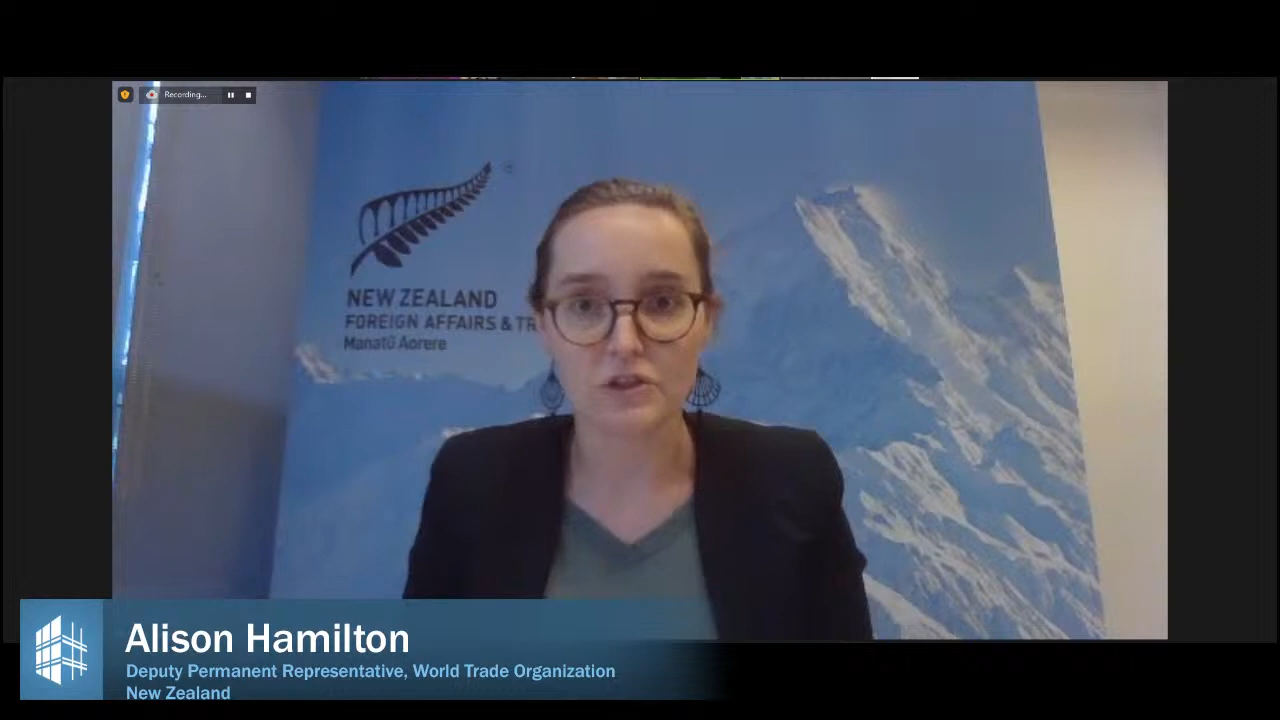 Recording...
NEW ZEALAND
FOREIGN AFFAIRS & TR
Manatū Aorere
Alison Hamilton
Deputy Permanent Representative, World Trade Organization
New Zealand